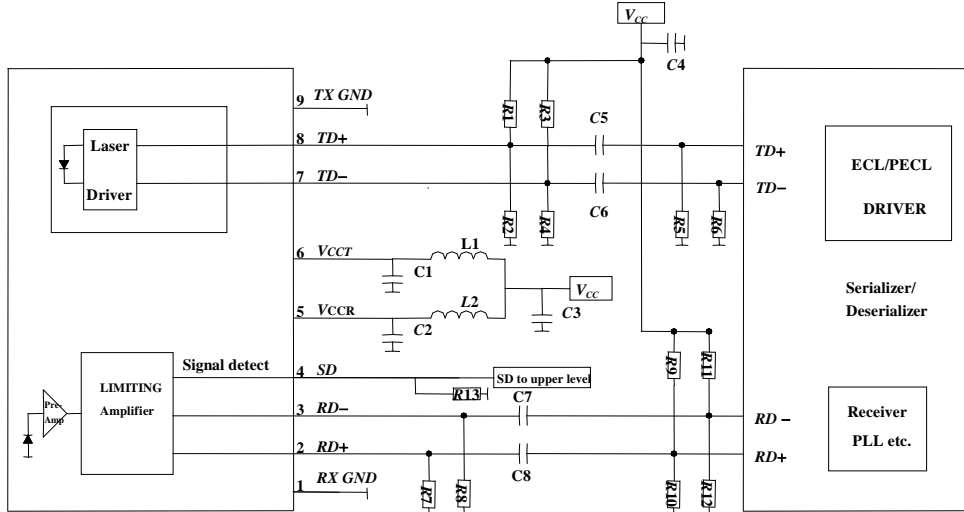 VCC
C4
9 TX GND
R1
R3
C5
8 TD+
TD+
Laser
Driver
ECL/PECL
DRIVER
7 TD−
TD−
C6
R2
R4
R5
R6
6 VCCT
L1
C1
VCC
Serializer/
Deserializer
5 VCCR
L2
C2
C3
Signal detect
R9
R11
4 SD
SD to upper level
R13
LIMITING
Amplifier
Pre-
Amp
3 RD−
C7
RD −
Receiver
PLL etc.
2 RD+
C8
RD+
1 RX GND
R7
R8
R10
R12